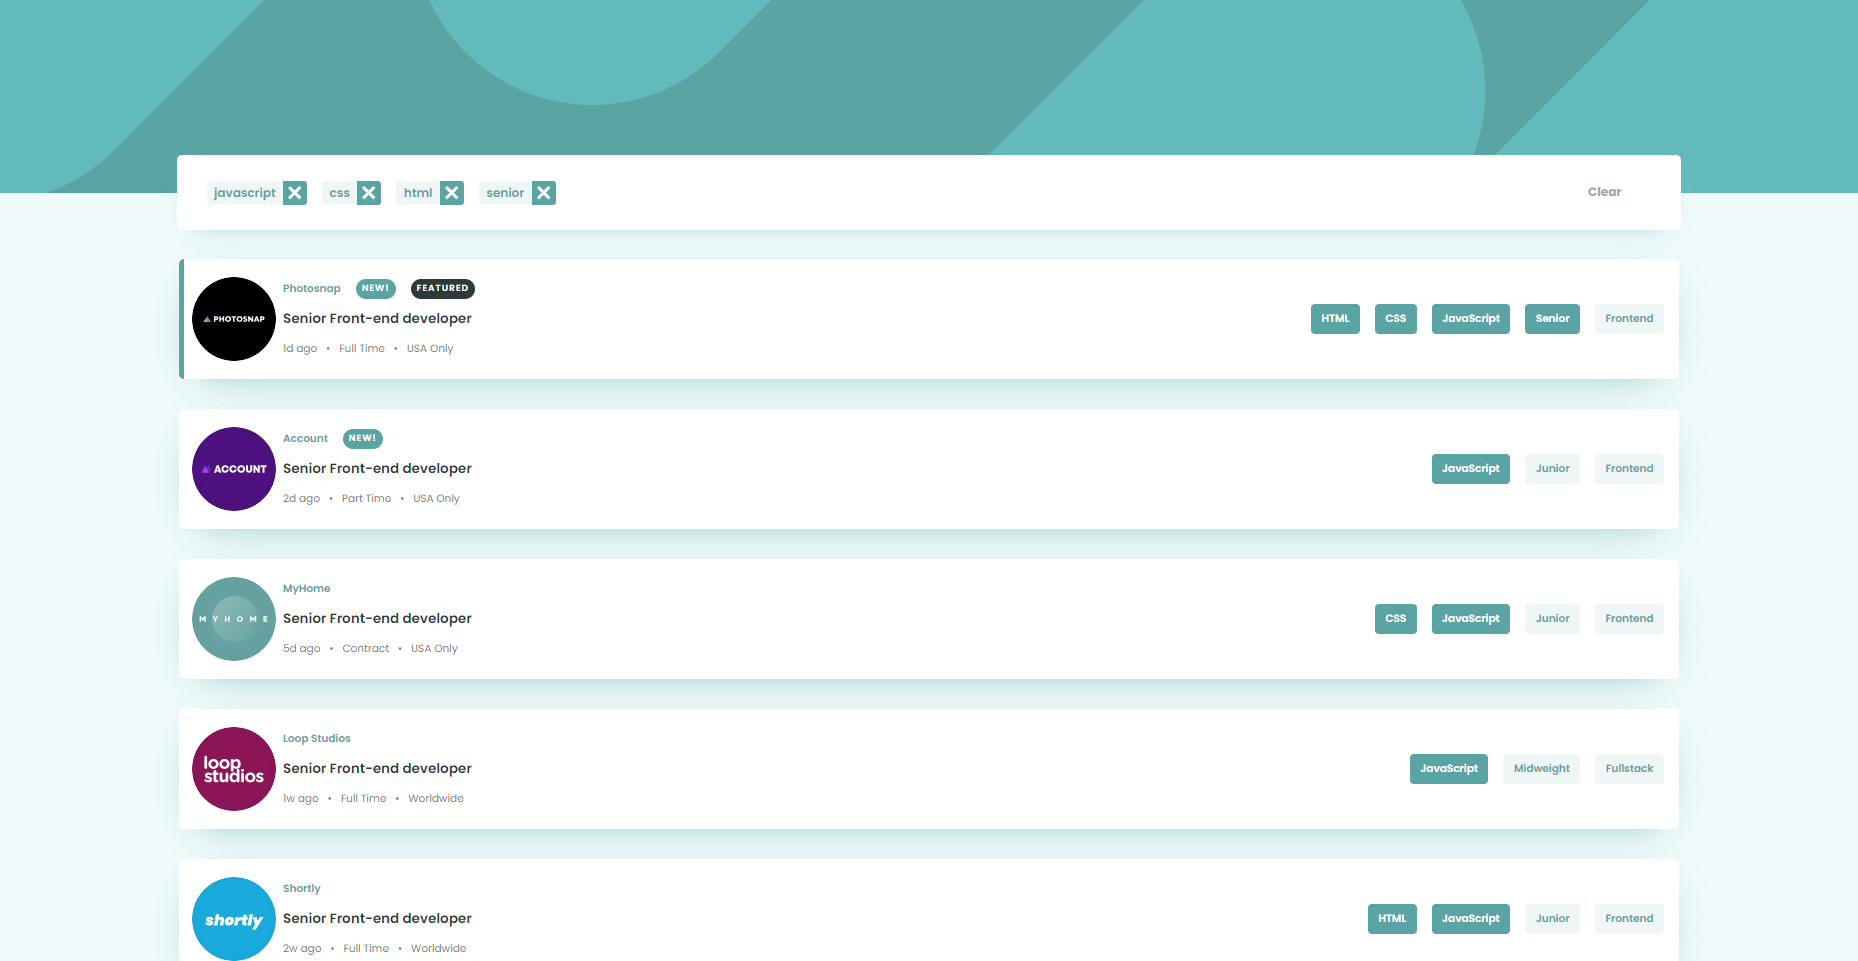 javascript css html senior Clear
PHOTOSNAP
Photosnap NEW! FEATURED
Senior Front-end developer
1d ago • Full Time • USA Only
HTML CSS JavaScript Senior Frontend
ACCOUNT
Account NEW!
Senior Front-end developer
2d ago • Part Time • USA Only
JavaScript Junior Frontend
MYHOME
MyHome
Senior Front-end developer
5d ago • Contract • USA Only
CSS JavaScript Junior Frontend
loop
studios
Loop Studios
Senior Front-end developer
1w ago • Full Time • Worldwide
JavaScript Midweight Fullstack
shortly
Shortly
Senior Front-end developer
2w ago • Full Time • Worldwide
HTML JavaScript Junior Frontend